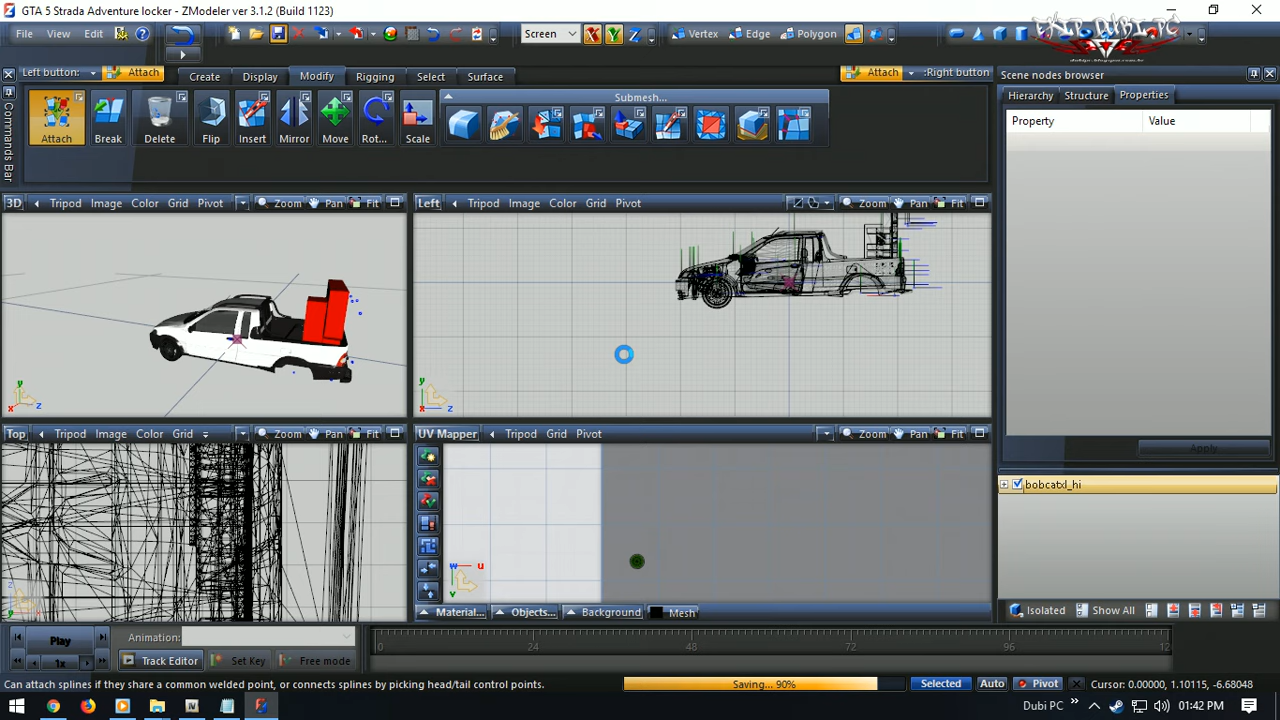 GTA 5 Strada Adventure locker - ZModeler ver 3.1.2 (Build 1123)
File View Edit Screen X Y Z Vertex Edge Polygon
EKIP DUBI PC
Left button: Attach Create Display Modify Rigging Select Surface Attach :Right button
Commands Bar
Attach Break Delete Flip Insert Mirror Move Rot... Scale
Submesh...
Scene nodes browser
Hierarchy Structure Properties
Property Value
Apply
bobcatxl_hi
Isolated Show All
3D Tripod Image Color Grid Pivot Zoom Pan Fit
Left Tripod Image Color Grid Pivot Zoom Pan Fit
y x z
y x z
Top Tripod Image Color Grid Zoom Pan Fit
UV Mapper Tripod Grid Pivot Zoom Pan Fit
w u v
Material... Objects... Background Mesh
Play Animation:
1x Track Editor Set Key Free mode
0 24 48 72 96 12
Can attach splines if they share a common welded point, or connects splines by picking head/tail control points.
Saving... 90%
Selected Auto Pivot Cursor: 0.00000, 1.10115, -6.68048
Dubi PC 01:42 PM